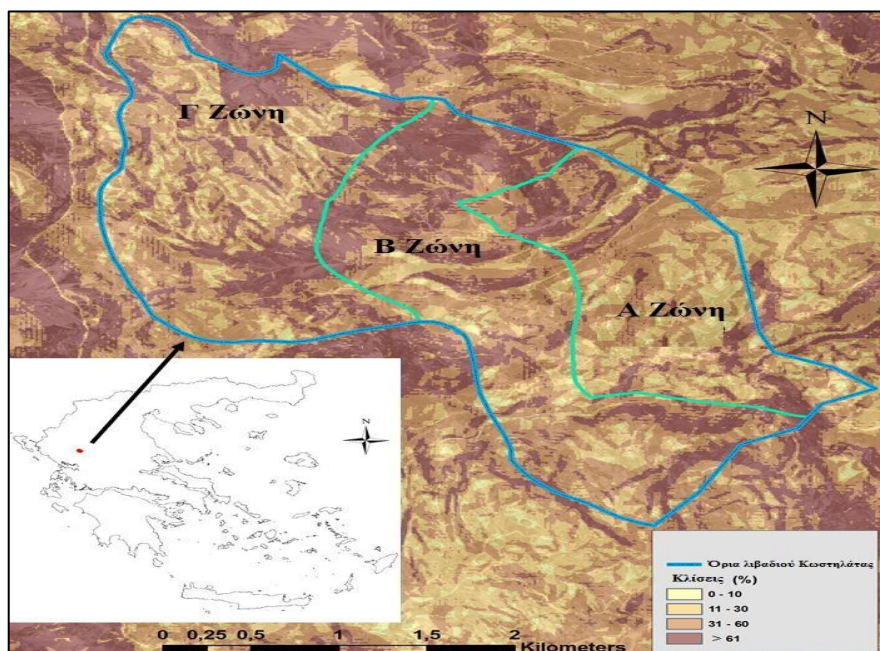 Γ Ζώνη
N
Β Ζώνη
Α Ζώνη
N
Όρια λιβαδιού Κωστηλάτας
Κλίσεις (%)
0 - 10
11 - 30
31 - 60
> 61
0 0,25 0,5 1 1,5 2
Kilometers